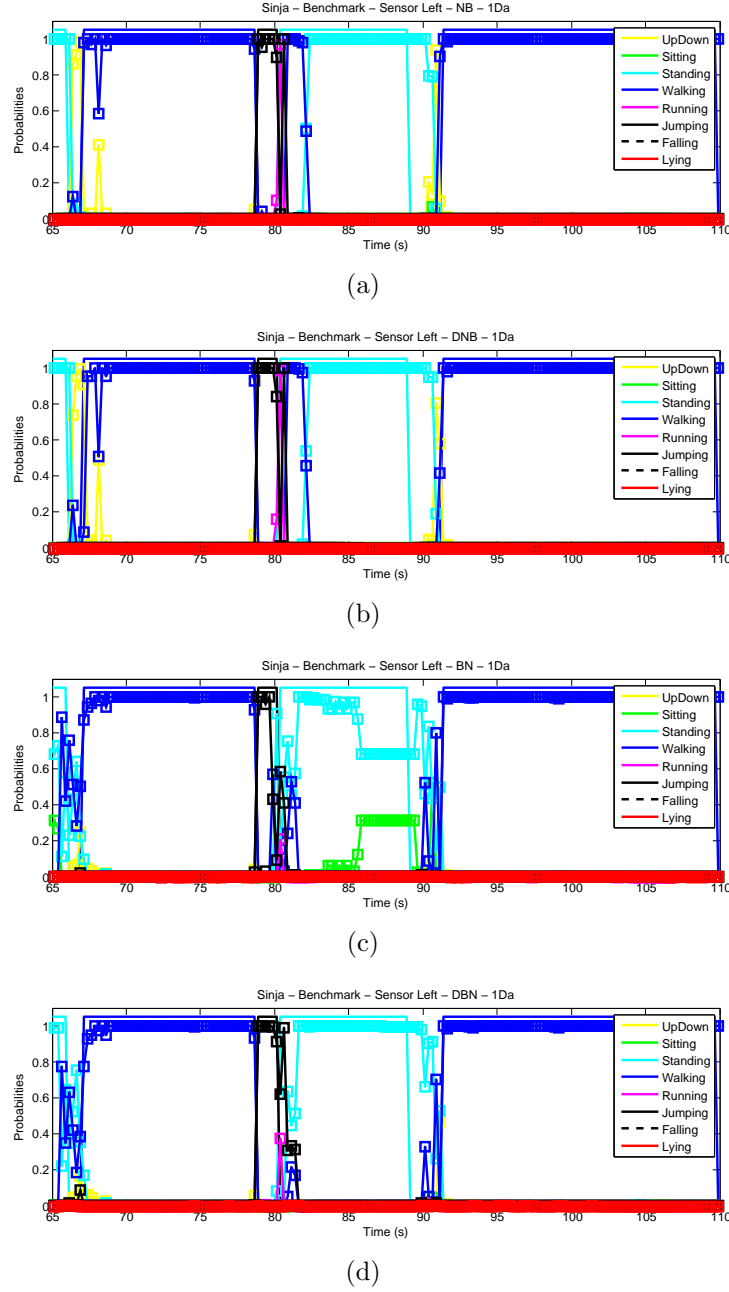 Sinja − Benchmark − Sensor Left − NB − 1Da
Probabilities
1
0.8
0.6
0.4
0.2
0
65 70 75 80 85 90 95 100 105 110
Time (s)
UpDown
Sitting
Standing
Walking
Running
Jumping
Falling
Lying
(a)
Sinja − Benchmark − Sensor Left − DNB − 1Da
Probabilities
1
0.8
0.6
0.4
0.2
0
65 70 75 80 85 90 95 100 105 110
Time (s)
UpDown
Sitting
Standing
Walking
Running
Jumping
Falling
Lying
(b)
Sinja − Benchmark − Sensor Left − BN − 1Da
Probabilities
1
0.8
0.6
0.4
0.2
0
65 70 75 80 85 90 95 100 105 110
Time (s)
UpDown
Sitting
Standing
Walking
Running
Jumping
Falling
Lying
(c)
Sinja − Benchmark − Sensor Left − DBN − 1Da
Probabilities
1
0.8
0.6
0.4
0.2
0
65 70 75 80 85 90 95 100 105 110
Time (s)
UpDown
Sitting
Standing
Walking
Running
Jumping
Falling
Lying
(d)